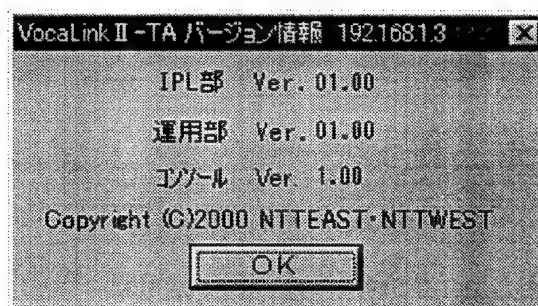 VocaLinkⅡ-TA バージョン情報 192.168.1.3
IPL部 Ver. 01.00
運用部 Ver. 01.00
コンソール Ver. 1.00
Copyright (C)2000 NTTEAST・NTTWEST
OK